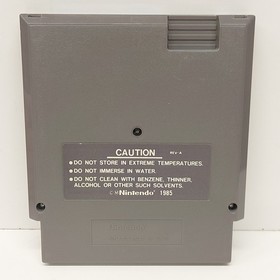 CAUTION
REV-A
●DO NOT STORE IN EXTREME TEMPERATURES.
●DO NOT IMMERSE IN WATER.
●DO NOT CLEAN WITH BENZENE, THINNER,
ALCOHOL OR OTHER SUCH SOLVENTS.
Nintendo 1985